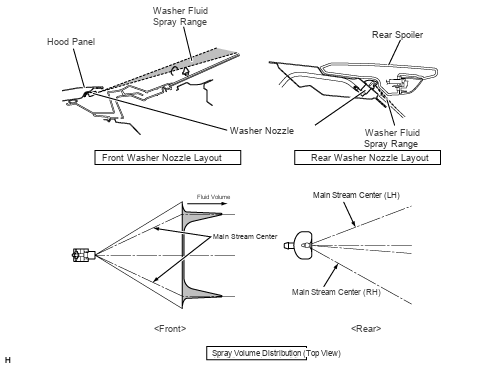 Washer Fluid
Spray Range
Hood Panel
Rear Spoiler
Washer Nozzle
Washer Fluid
Spray Range
Front Washer Nozzle Layout
Rear Washer Nozzle Layout
Fluid Volume
Main Stream Center (LH)
Main Stream Center
Main Stream Center (RH)
<Front>
<Rear>
Spray Volume Distribution (Top View)
H